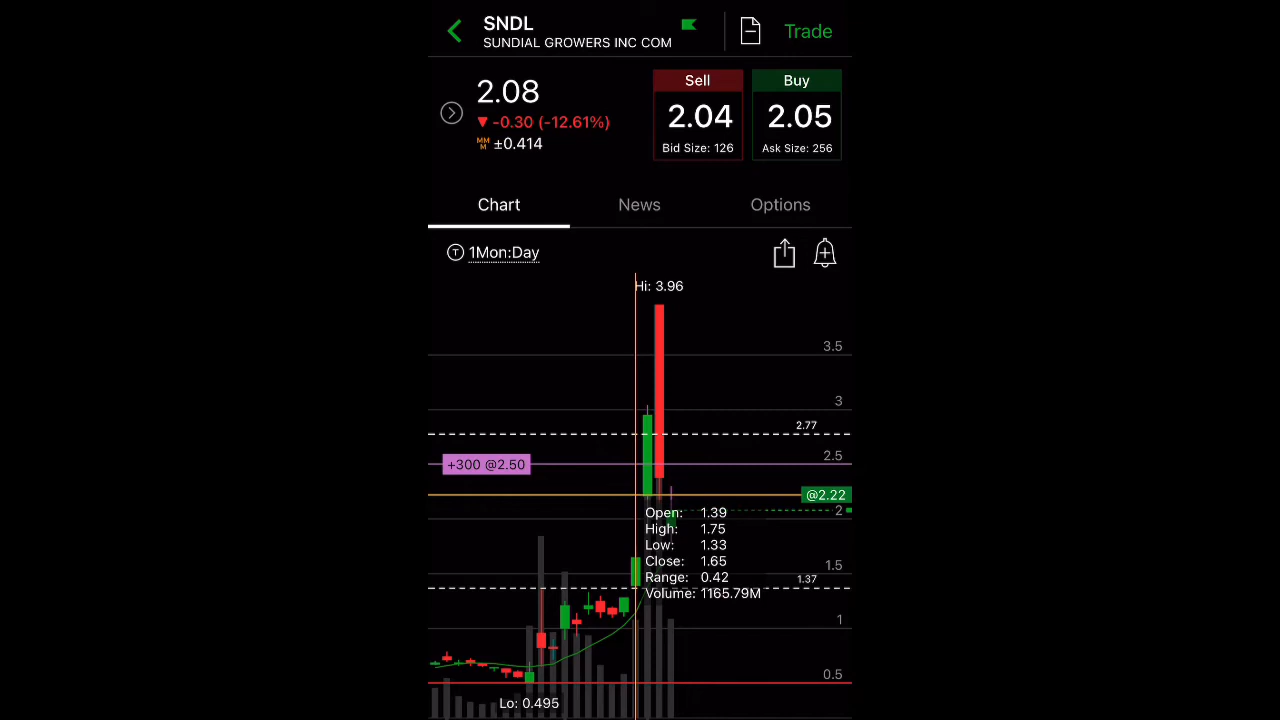 SNDL
SUNDIAL GROWERS INC COM
Trade
2.08
-0.30 (-12.61%)
MM
M
±0.414
Sell
2.04
Bid Size: 126
Buy
2.05
Ask Size: 256
Chart
News
Options
T
1Mon:Day
Hi: 3.96
3.5
3
2.77
2.5
+300 @2.50
@2.22
2
Open: 1.39
High: 1.75
Low: 1.33
Close: 1.65
Range: 0.42
Volume: 1165.79M
1.5
1.37
1
0.5
Lo: 0.495